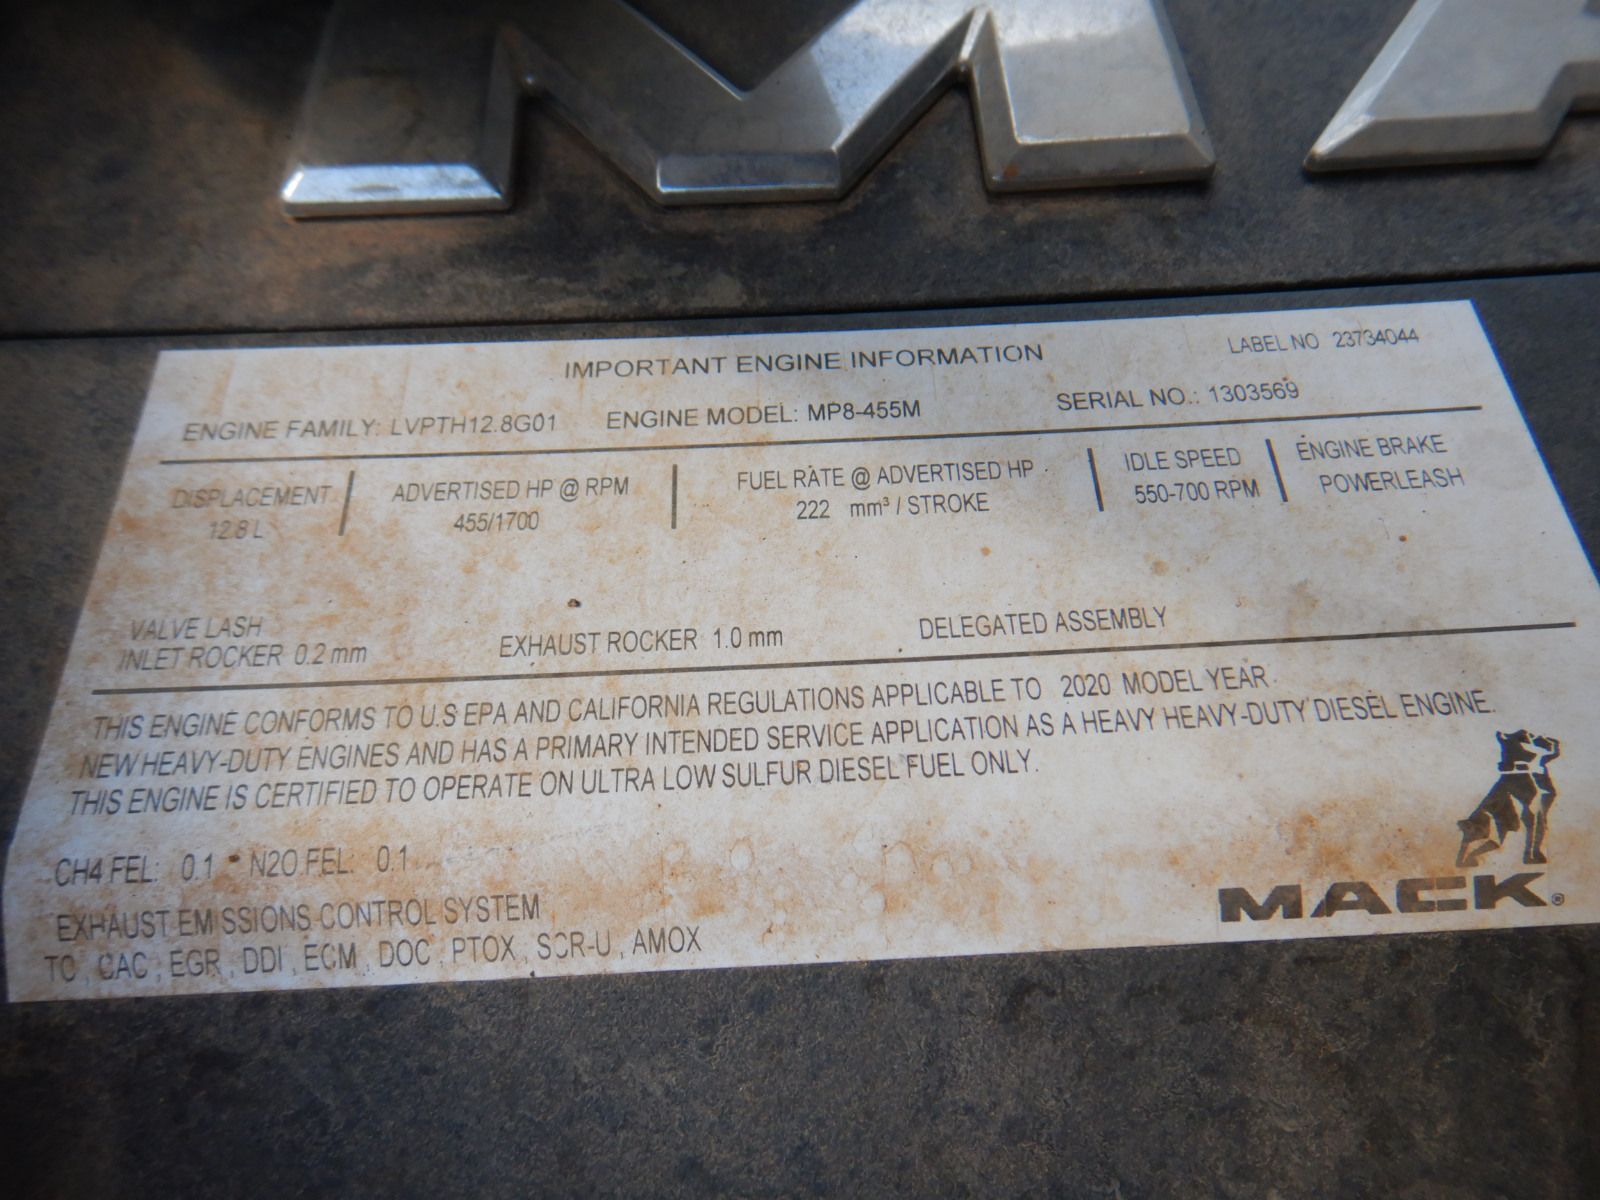 MA
IMPORTANT ENGINE INFORMATION
LABEL NO 23734044
ENGINE FAMILY: LVPTH12.8G01 ENGINE MODEL: MP8-455M SERIAL NO.: 1303569
DISPLACEMENT
12.8 L
ADVERTISED HP @ RPM
455/1700
FUEL RATE @ ADVERTISED HP
222 mm³ / STROKE
IDLE SPEED
550-700 RPM
ENGINE BRAKE
POWERLEASH
VALVE LASH
INLET ROCKER 0.2 mm EXHAUST ROCKER 1.0 mm DELEGATED ASSEMBLY
THIS ENGINE CONFORMS TO U.S EPA AND CALIFORNIA REGULATIONS APPLICABLE TO 2020 MODEL YEAR
NEW HEAVY-DUTY ENGINES AND HAS A PRIMARY INTENDED SERVICE APPLICATION AS A HEAVY HEAVY-DUTY DIESEL ENGINE.
THIS ENGINE IS CERTIFIED TO OPERATE ON ULTRA LOW SULFUR DIESEL FUEL ONLY.
CH4 FEL: 0.1 N2O FEL: 0.1
EXHAUST EMISSIONS CONTROL SYSTEM
TC , CAC , EGR , DDI , ECM , DOC , PTOX , SCR-U , AMOX
MACK®